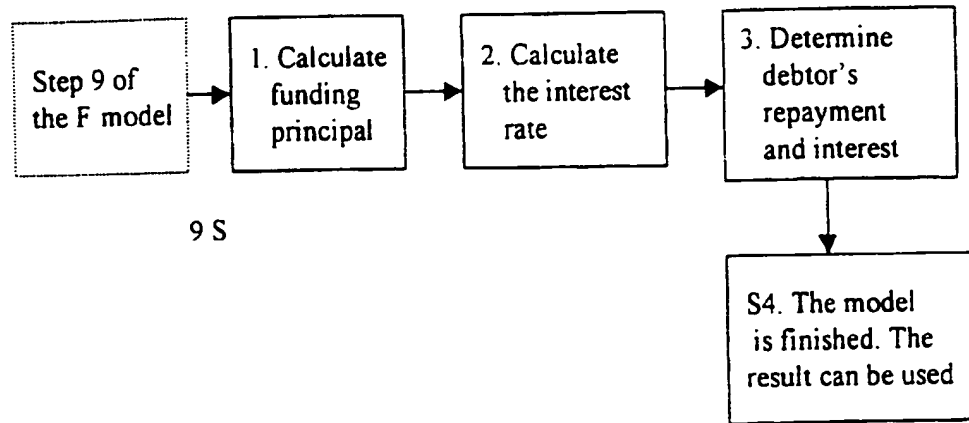 Step 9 of
the F model
1. Calculate
funding
principal
2. Calculate
the interest
rate
3. Determine
debtor's
repayment
and interest
9 S
S4. The model
is finished. The
result can be used